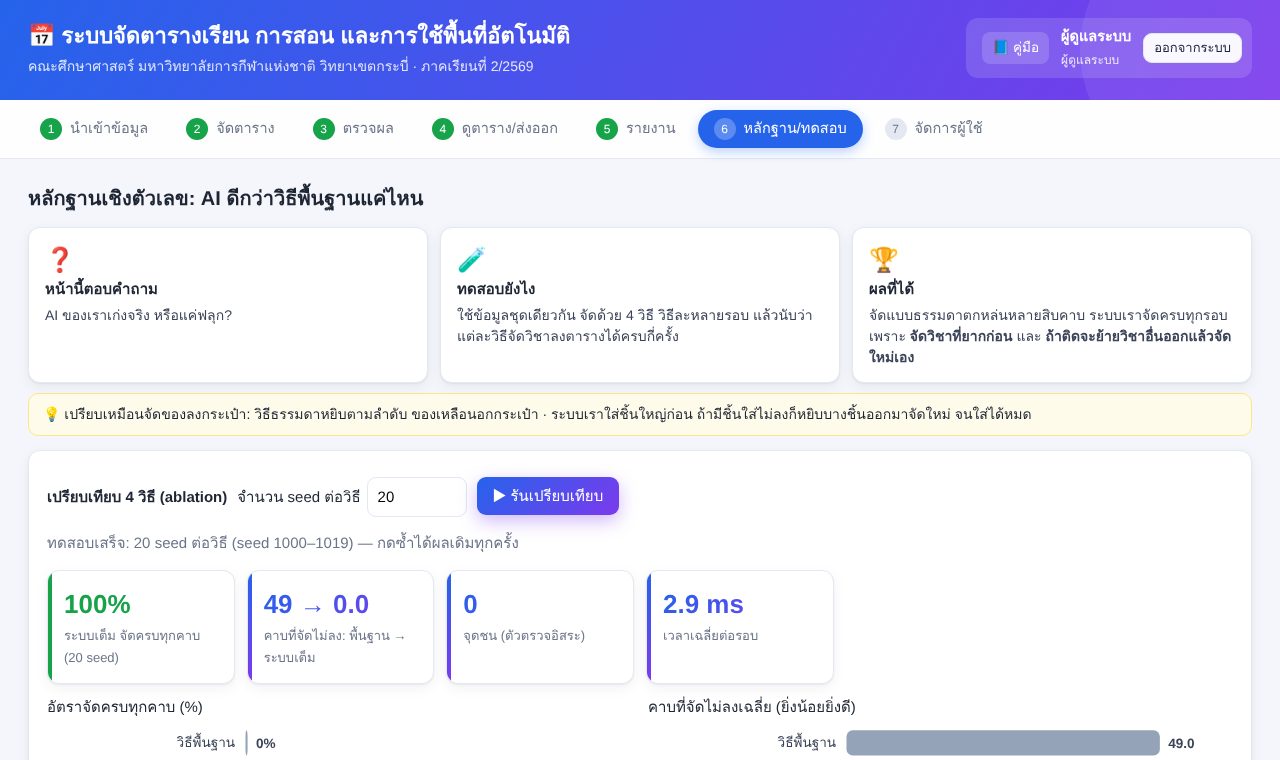 📅 ระบบจัดตารางเรียน การสอน และการใช้พื้นที่อัตโนมัติ
คณะศึกษาศาสตร์ มหาวิทยาลัยการกีฬาแห่งชาติ วิทยาเขตกระบี่ · ภาคเรียนที่ 2/2569
📘 คู่มือ
ผู้ดูแลระบบ
ผู้ดูแลระบบ
ออกจากระบบ
1 นำเข้าข้อมูล
2 จัดตาราง
3 ตรวจผล
4 ดูตาราง/ส่งออก
5 รายงาน
6 หลักฐาน/ทดสอบ
7 จัดการผู้ใช้
หลักฐานเชิงตัวเลข: AI ดีกว่าวิธีพื้นฐานแค่ไหน
❓
หน้านี้ตอบคำถาม
AI ของเราเก่งจริง หรือแค่ฟลุก?
🧪
ทดสอบยังไง
ใช้ข้อมูลชุดเดียวกัน จัดด้วย 4 วิธี วิธีละหลายรอบ แล้วนับว่า
แต่ละวิธีจัดวิชาลงตารางได้ครบกี่ครั้ง
🏆
ผลที่ได้
จัดแบบธรรมดาตกหล่นหลายสิบคาบ ระบบเราจัดครบทุกรอบ
เพราะ จัดวิชาที่ยากก่อน และ ถ้าติดจะย้ายวิชาอื่นออกแล้วจัด
ใหม่เอง
💡 เปรียบเหมือนจัดของลงกระเป๋า: วิธีธรรมดาหยิบตามลำดับ ของเหลือนอกกระเป๋า · ระบบเราใส่ชิ้นใหญ่ก่อน ถ้ามีชิ้นใส่ไม่ลงก็หยิบบางชิ้นออกมาจัดใหม่ จนใส่ได้หมด
เปรียบเทียบ 4 วิธี (ablation) จำนวน seed ต่อวิธี 20 ▶ รันเปรียบเทียบ
ทดสอบเสร็จ: 20 seed ต่อวิธี (seed 1000–1019) — กดซ้ำได้ผลเดิมทุกครั้ง
100%
ระบบเต็ม จัดครบทุกคาบ
(20 seed)
49 → 0.0
คาบที่จัดไม่ลง: พื้นฐาน →
ระบบเต็ม
0
จุดชน (ตัวตรวจอิสระ)
2.9 ms
เวลาเฉลี่ยต่อรอบ
อัตราจัดครบทุกคาบ (%)
วิธีพื้นฐาน 0%
คาบที่จัดไม่ลงเฉลี่ย (ยิ่งน้อยยิ่งดี)
วิธีพื้นฐาน 49.0